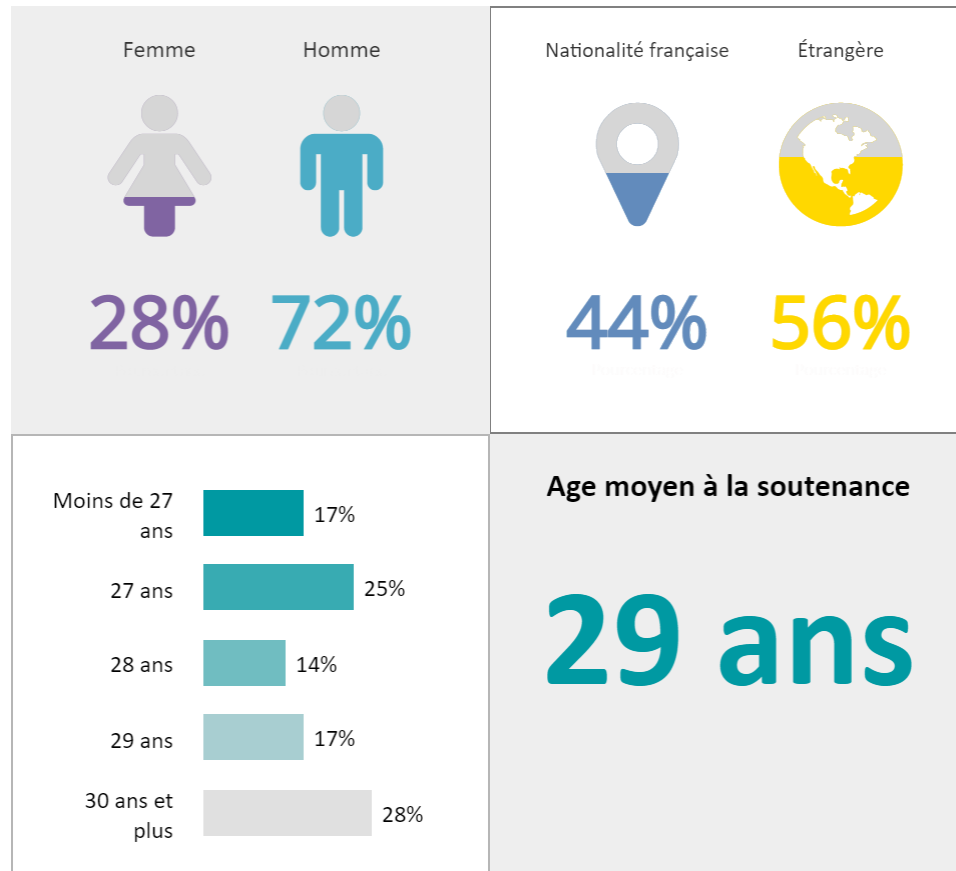 Femme
Homme
28%
72%
Nationalité française
Étrangère
44%
56%
Moins de 27
ans
17%
27 ans
25%
28 ans
14%
29 ans
17%
30 ans et
plus
28%
Age moyen à la soutenance
29 ans